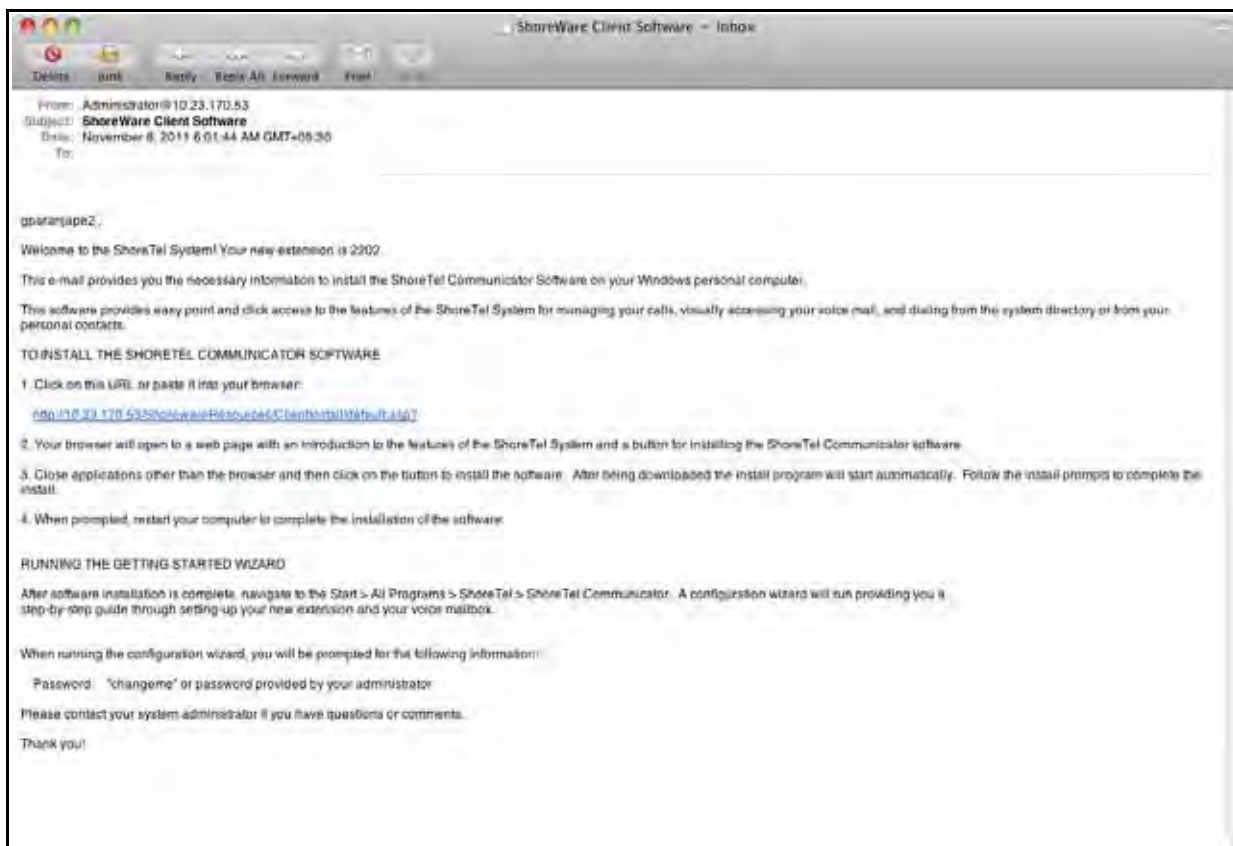 ShoreWare Client Software — Inbox
Delete Junk Reply Reply All Forward Print
From: Administrator@10.23.170.53
Subject: ShoreWare Client Software
Date: November 8, 2011 6:01:44 AM GMT+05:30
To:
gparanjape2 ,
Welcome to the ShoreTel System! Your new extension is 2202.
This e-mail provides you the necessary information to install the ShoreTel Communicator Software on your Windows personal computer.
This software provides easy point and click access to the features of the ShoreTel System for managing your calls, visually accessing your voice mail, and dialing from the system directory or from your
personal contacts.
TO INSTALL THE SHORETEL COMMUNICATOR SOFTWARE
1. Click on this URL or paste it into your browser:
http://10.23.170.53/ShorewareResources/ClientInstall/default.asp?
2. Your browser will open to a web page with an introduction to the features of the ShoreTel System and a button for installing the ShoreTel Communicator software.
3. Close applications other than the browser and then click on the button to install the software. After being downloaded the install program will start automatically. Follow the install prompts to complete the
install.
4. When prompted, restart your computer to complete the installation of the software.
RUNNING THE GETTING STARTED WIZARD
After software installation is complete, navigate to the Start > All Programs > ShoreTel > ShoreTel Communicator. A configuration wizard will run providing you a
step-by-step guide through setting-up your new extension and your voice mailbox.
When running the configuration wizard, you will be prompted for the following information:
Password: "changeme" or password provided by your administrator
Please contact your system administrator if you have questions or comments.
Thank you!